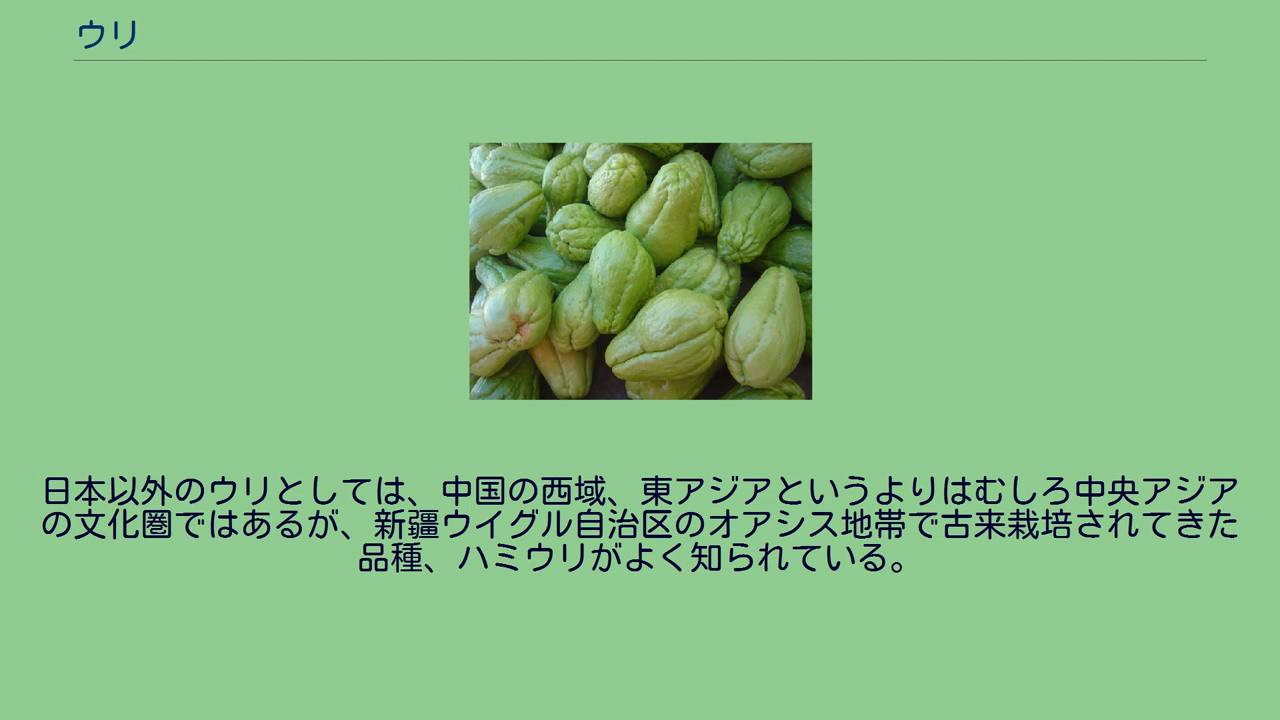 ウリ
日本以外のウリとしては、中国の西域、東アジアというよりはむしろ中央アジア
の文化圏ではあるが、新疆ウイグル自治区のオアシス地帯で古来栽培されてきた
品種、ハミウリがよく知られている。